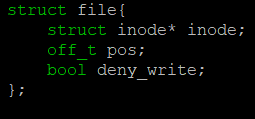 struct file{
    struct inode* inode;
    off_t pos;
    bool deny_write;
};